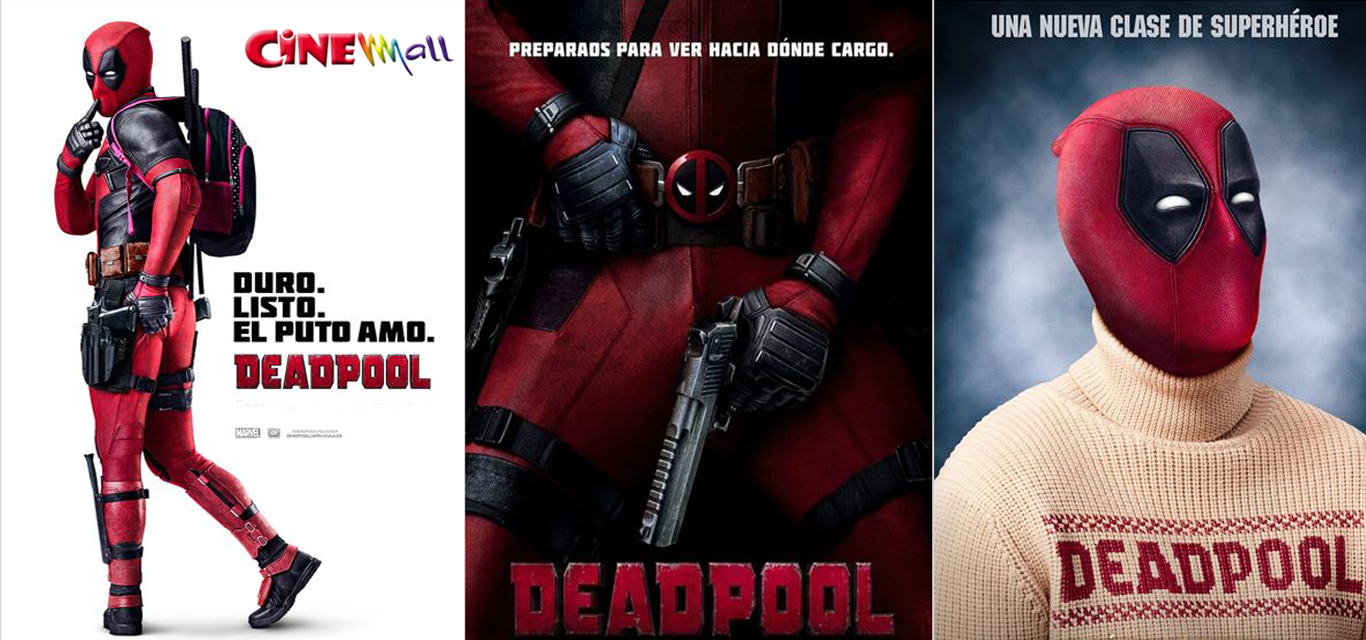 CINEMALL
DURO.
LISTO.
EL PUTO AMO.
DEADPOOL
MARVEL
PREPARAOS PARA VER HACIA DÓNDE CARGO.
DEADPOOL
UNA NUEVA CLASE DE SUPERHÉROE
DEADPOOL